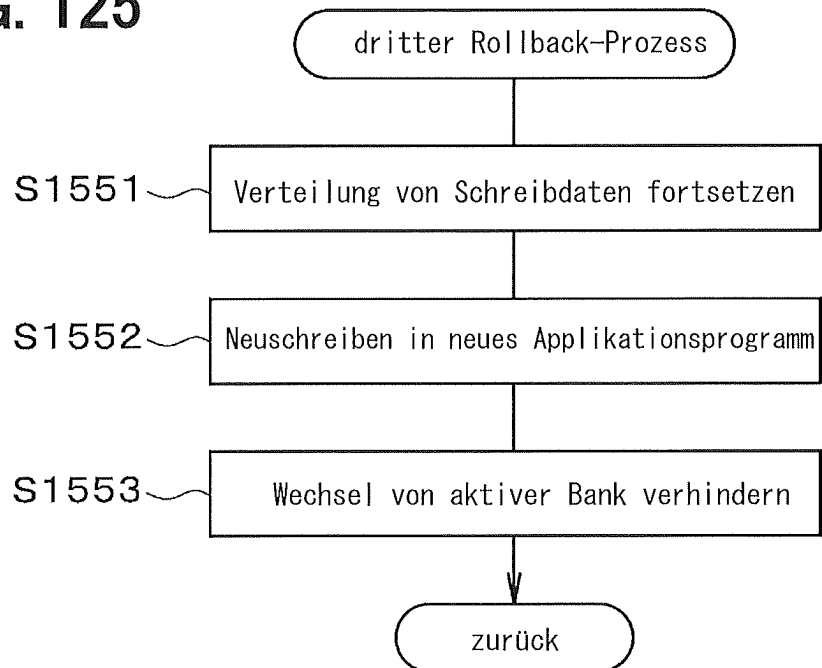 G. 125
dritter Rollback-Prozess
S1551
Verteilung von Schreibdaten fortsetzen
S1552
Neuschreiben in neues Applikationsprogramm
S1553
Wechsel von aktiver Bank verhindern
zurück